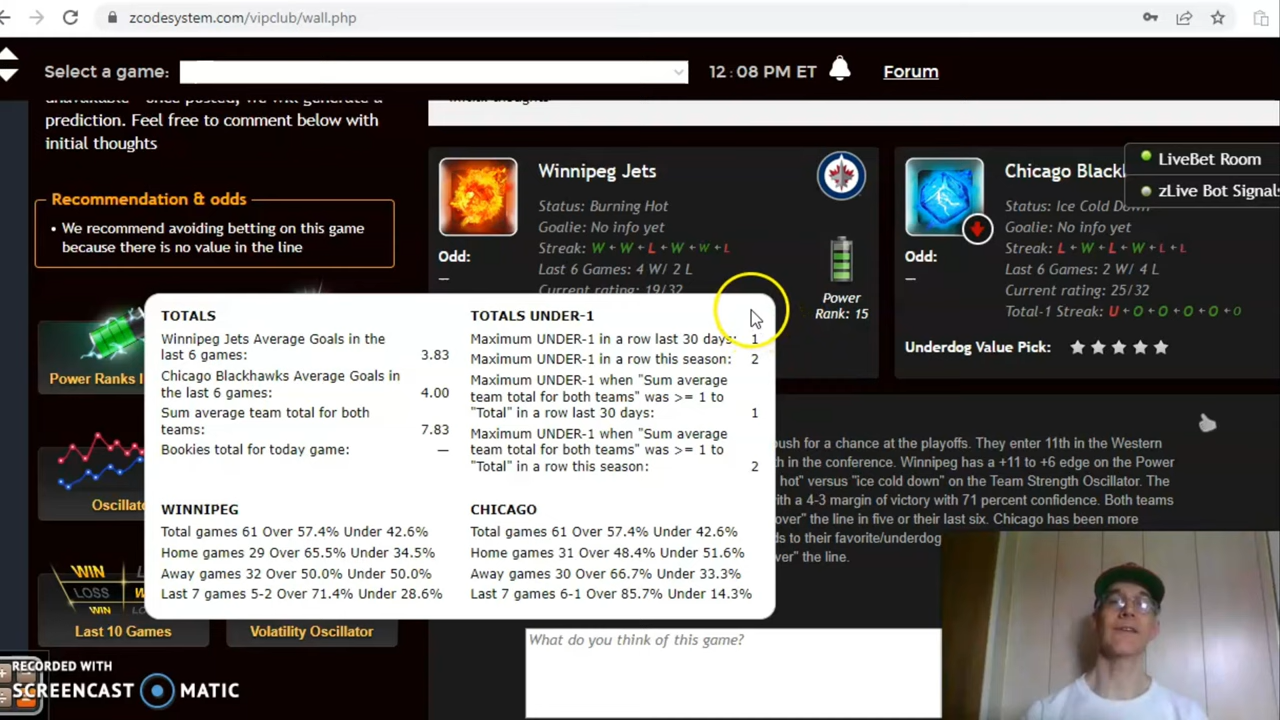 zcodesystem.com/vipclub/wall.php
Select a game:
12:08 PM ET
Forum
prediction. Feel free to comment below with
initial thoughts
LiveBet Room
zLive Bot Signals
Recommendation & odds
• We recommend avoiding betting on this game
because there is no value in the line
Winnipeg Jets
Status: Burning Hot
Goalie: No info yet
Streak: W - W - L - W - W - L
Last 6 Games: 4 W/ 2 L
Current rating: 19/32
Odd:
—
Power
Rank: 15
Chicago Black
Status: Ice Cold Down
Goalie: No info yet
Streak: L - W - L - W - L - L
Last 6 Games: 2 W/ 4 L
Current rating: 25/32
Total-1 Streak: U - O - O - O - O - O
Odd:
—
Underdog Value Pick:
Power Ranks I
Oscillat
WIN
LOSS
WIN
Last 10 Games
Volatility Oscillator
TOTALS
Winnipeg Jets Average Goals in the
last 6 games: 3.83
Chicago Blackhawks Average Goals in
the last 6 games: 4.00
Sum average team total for both
teams: 7.83
Bookies total for today game: —
TOTALS UNDER-1
Maximum UNDER-1 in a row last 30 days: 1
Maximum UNDER-1 in a row this season: 2
Maximum UNDER-1 when "Sum average
team total for both teams" was >= 1 to
"Total" in a row last 30 days: 1
Maximum UNDER-1 when "Sum average
team total for both teams" was >= 1 to
"Total" in a row this season: 2
WINNIPEG
Total games 61 Over 57.4% Under 42.6%
Home games 29 Over 65.5% Under 34.5%
Away games 32 Over 50.0% Under 50.0%
Last 7 games 5-2 Over 71.4% Under 28.6%
CHICAGO
Total games 61 Over 57.4% Under 42.6%
Home games 31 Over 48.4% Under 51.6%
Away games 30 Over 66.7% Under 33.3%
Last 7 games 6-1 Over 85.7% Under 14.3%
push for a chance at the playoffs. They enter 11th in the Western
in the conference. Winnipeg has a +11 to +6 edge on the Power
hot" versus "ice cold down" on the Team Strength Oscillator. The
with a 4-3 margin of victory with 71 percent confidence. Both teams
over" the line in five or their last six. Chicago has been more
to their favorite/underdog
over" the line.
What do you think of this game?
RECORDED WITH
SCREENCAST MATIC